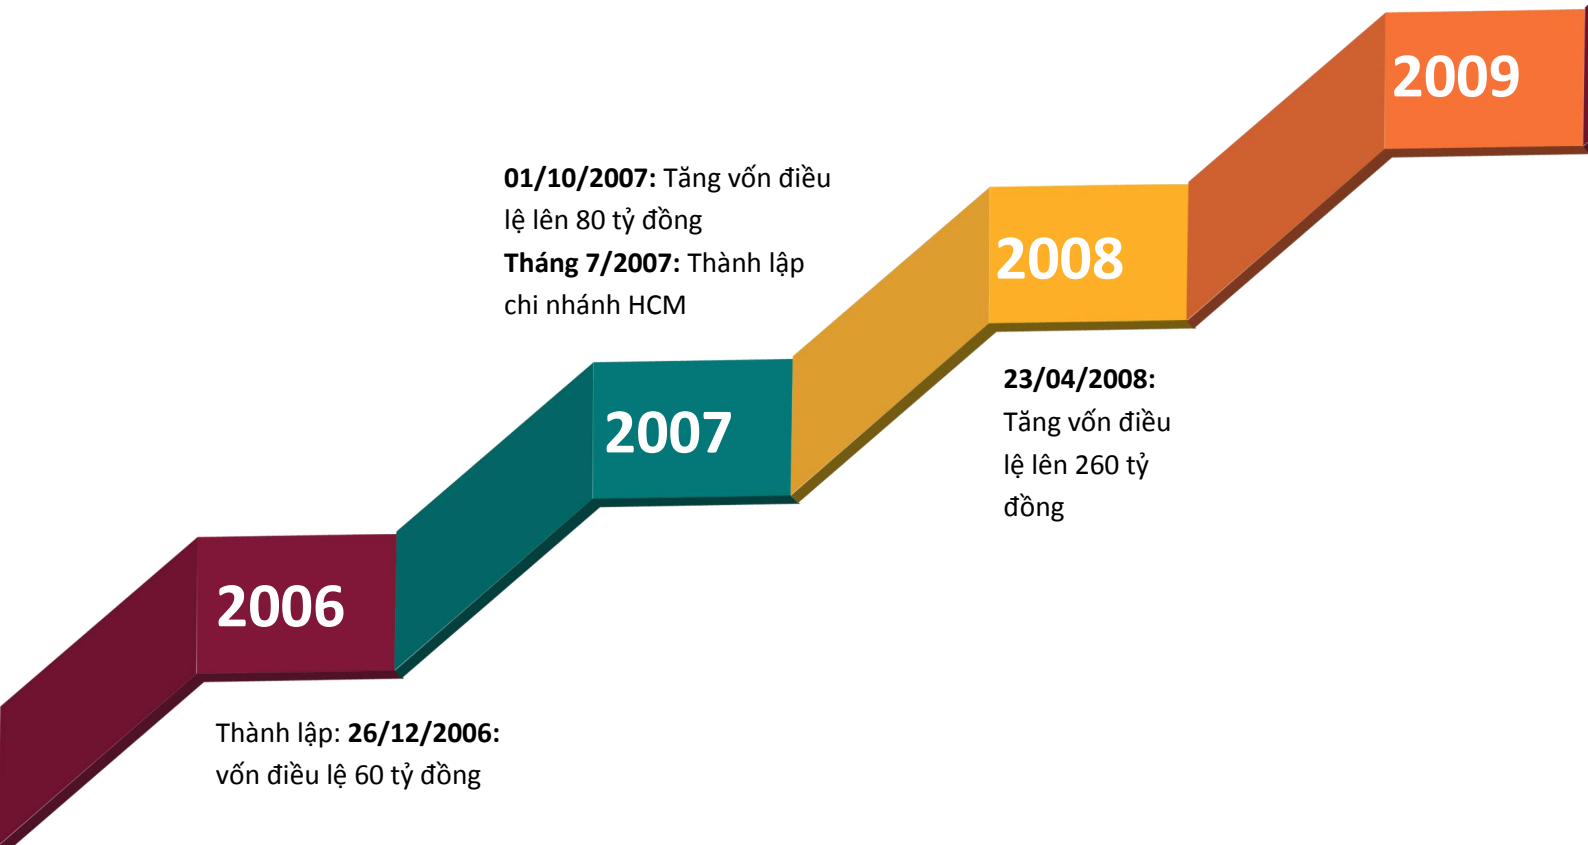 2009
01/10/2007: Tăng vốn điều
lệ lên 80 tỷ đồng
Tháng 7/2007: Thành lập
chi nhánh HCM
2008
23/04/2008:
Tăng vốn điều
lệ lên 260 tỷ
đồng
2007
2006
Thành lập: 26/12/2006:
vốn điều lệ 60 tỷ đồng